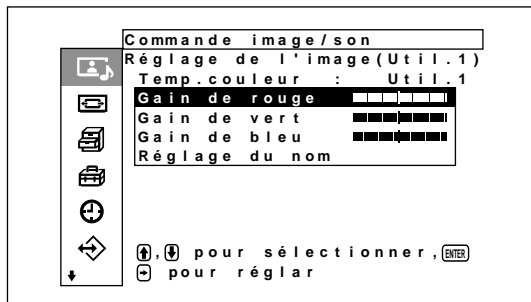 Commande image/son
Réglage de l'image(Util.1)
Temp.couleur : Util.1
Gain de rouge
Gain de vert
Gain de bleu
Réglage du nom
, pour sélectionner, ENTER
pour réglar